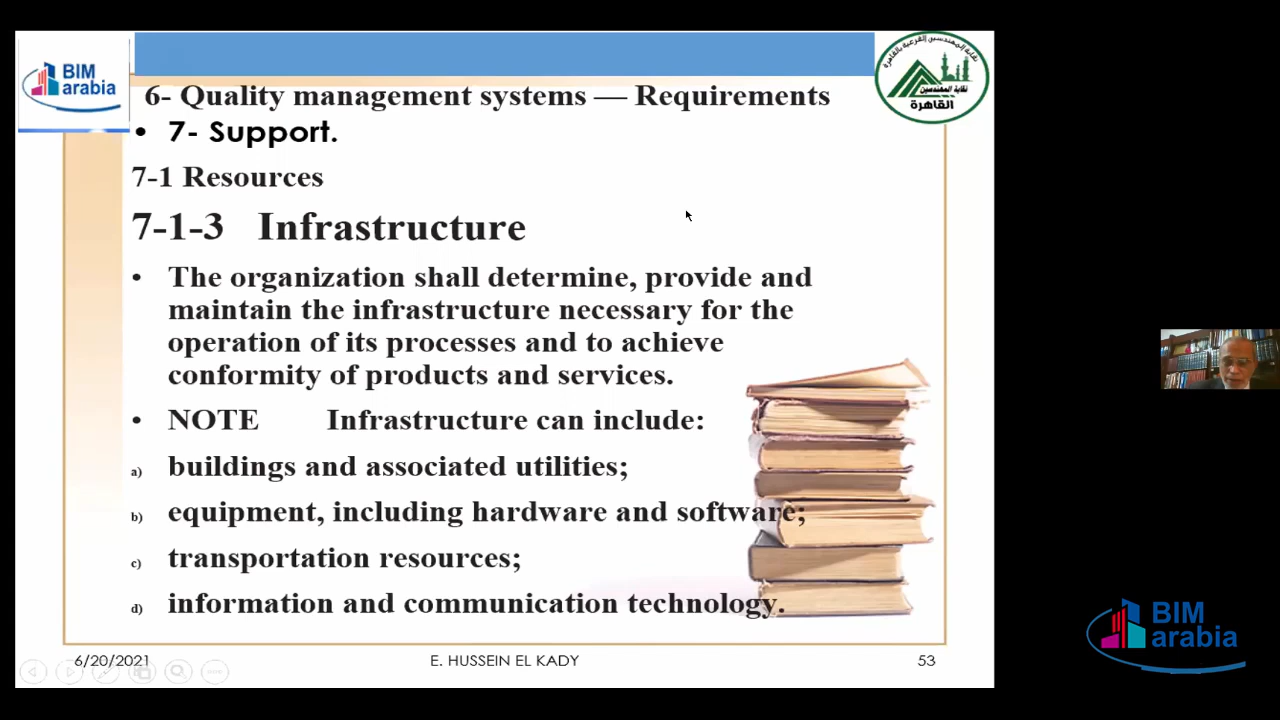 BIM
arabia
نقابة المهندسين الفرعية بالقاهرة
نقابة المهندسين
القاهرة
6- Quality management systems — Requirements
• 7- Support.
7-1 Resources
7-1-3 Infrastructure
• The organization shall determine, provide and
maintain the infrastructure necessary for the
operation of its processes and to achieve
conformity of products and services.
• NOTE Infrastructure can include:
a) buildings and associated utilities;
b) equipment, including hardware and software;
c) transportation resources;
d) information and communication technology.
6/20/2021
E. HUSSEIN EL KADY
53
BIM
arabia